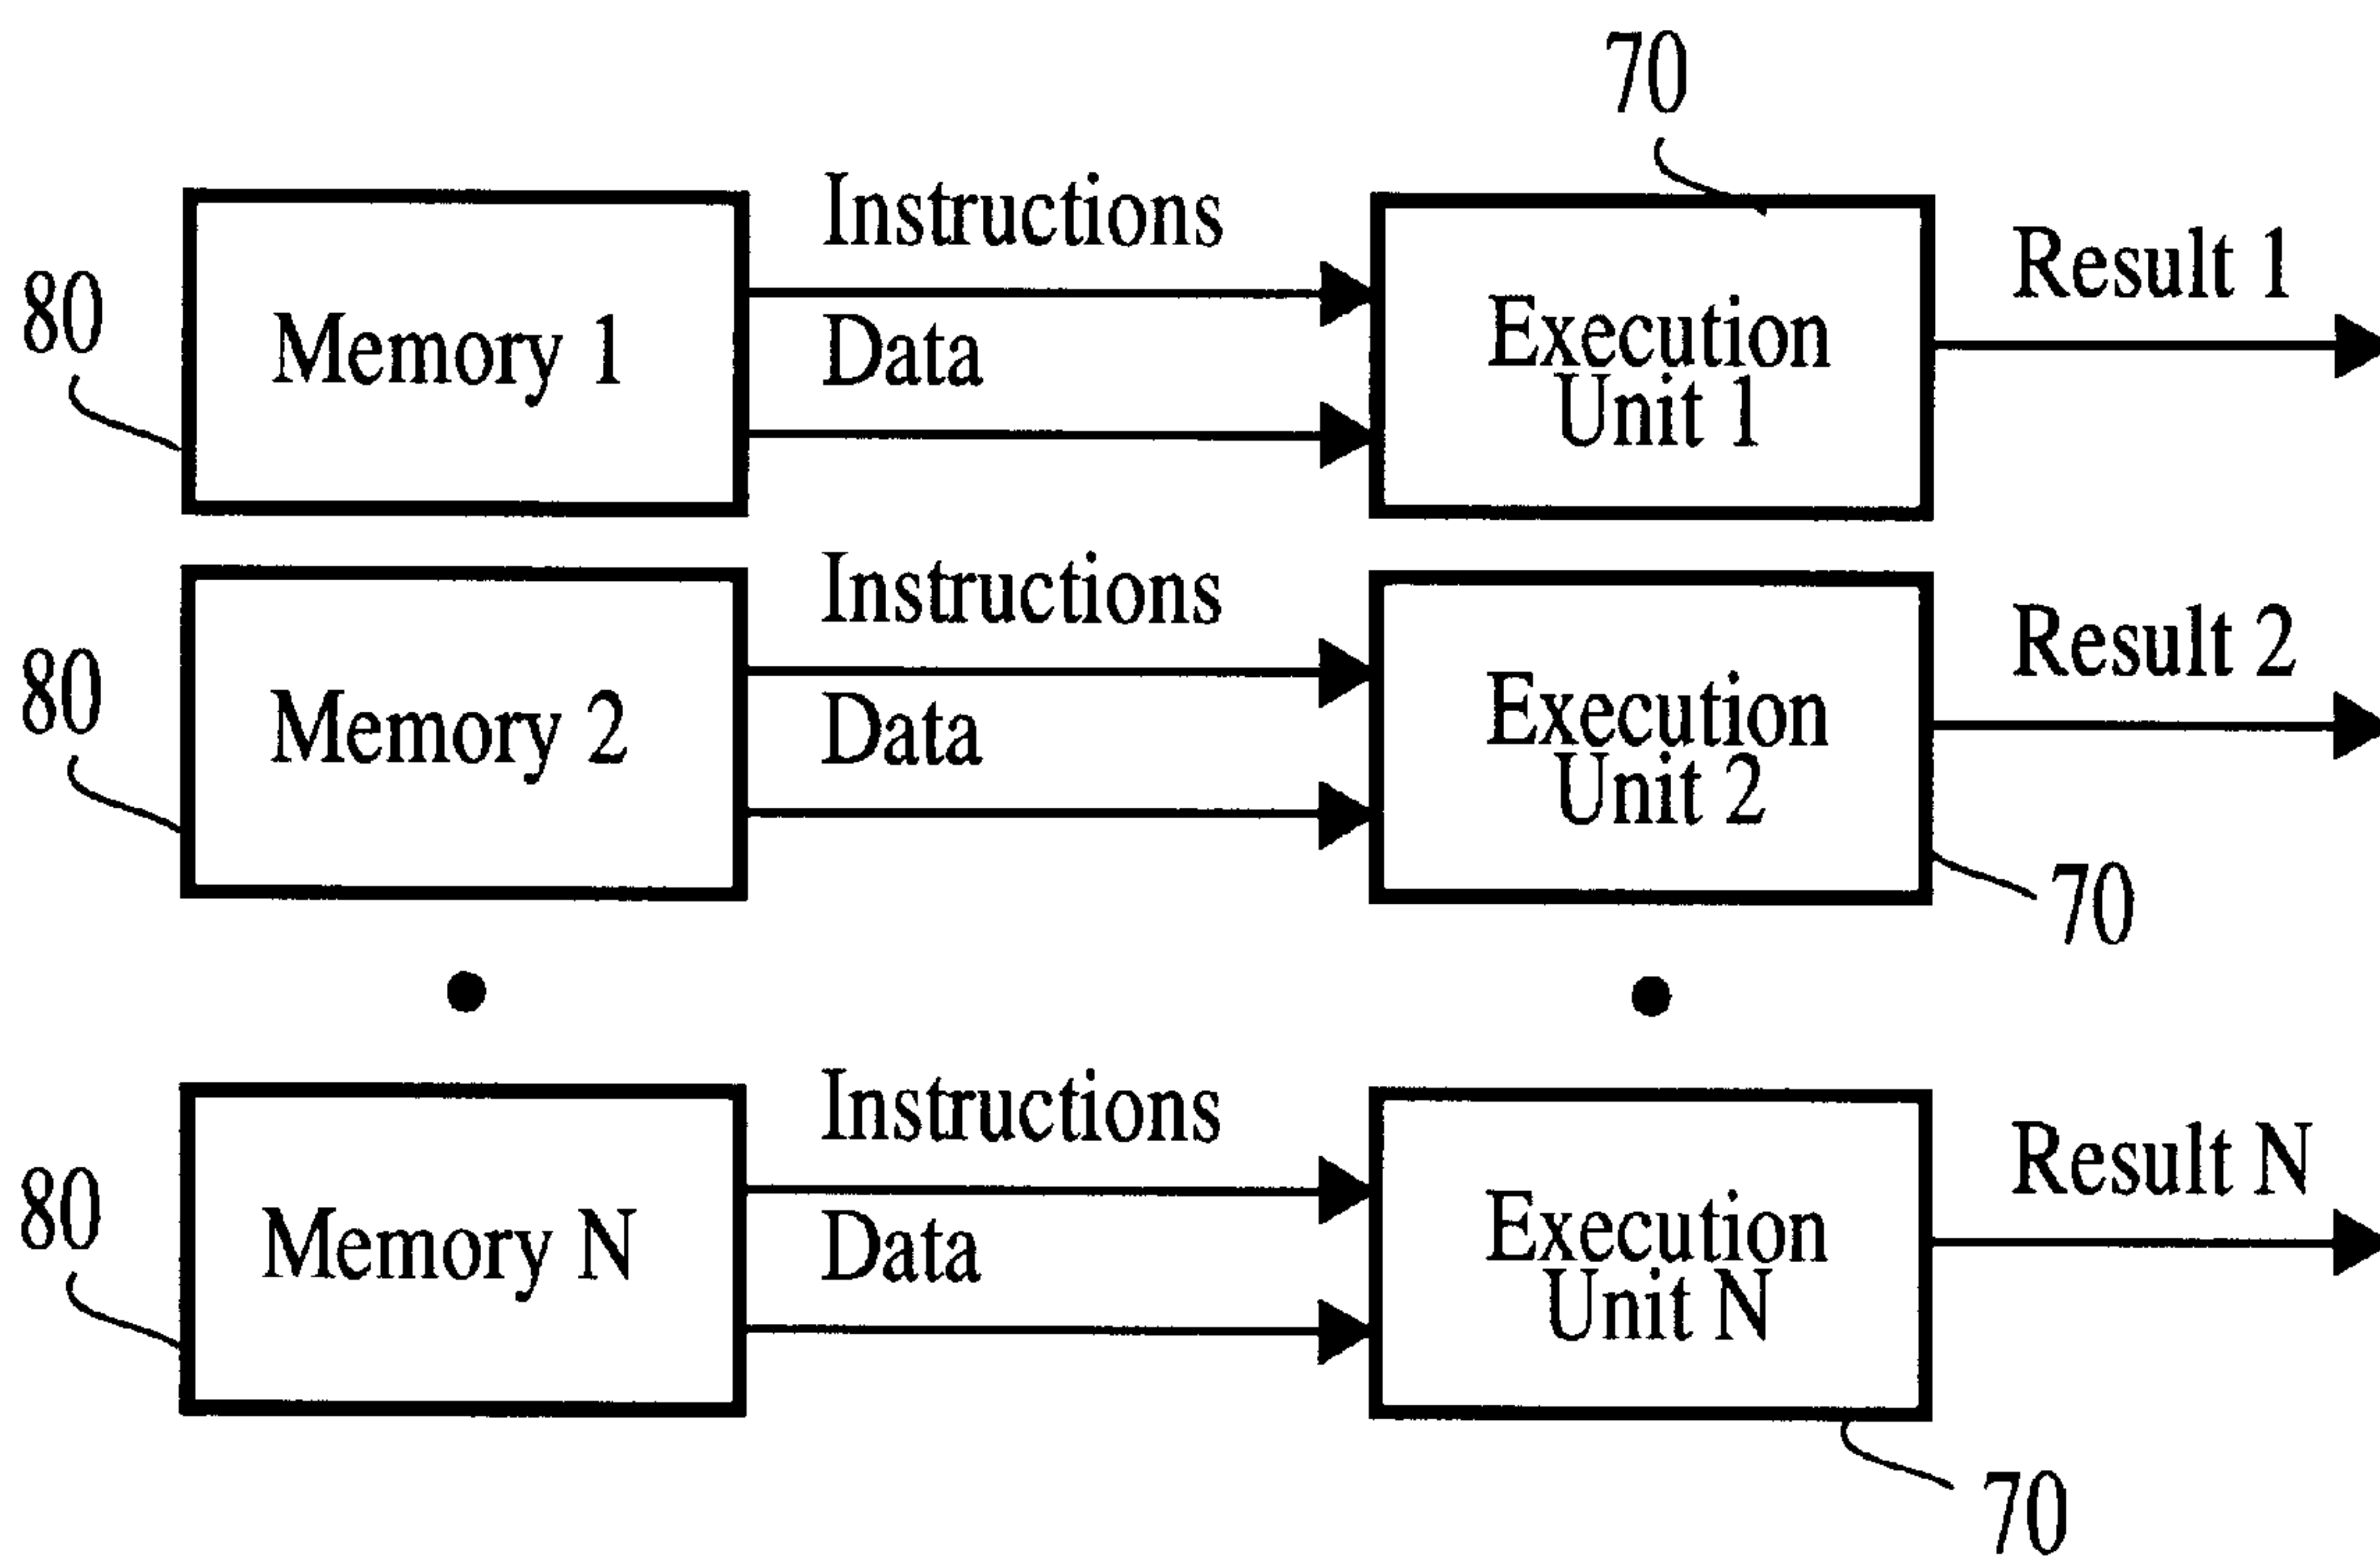 70
Instructions
80
Memory 1
Data
Execution
Unit 1
Result 1
Instructions
80
Memory 2
Data
Execution
Unit 2
Result 2
70
Instructions
80
Memory N
Data
Execution
Unit N
Result N
70